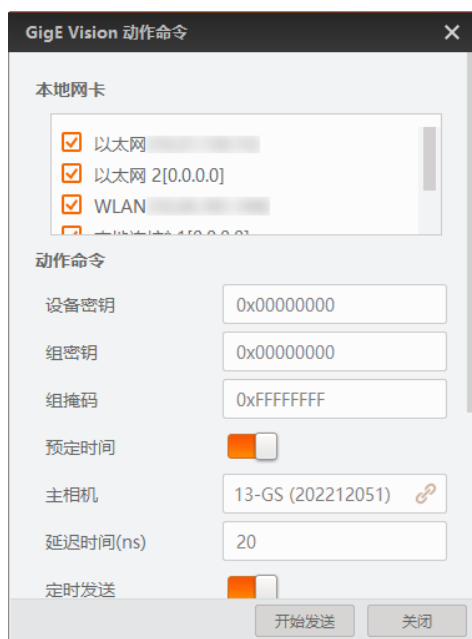 GigE Vision 动作命令
本地网卡
以太网
以太网 2[0.0.0.0]
WLAN
动作命令
设备密钥 0x00000000
组密钥 0x00000000
组掩码 0xFFFFFFFF
预定时间
主相机 13-GS (202212051)
延迟时间(ns) 20
定时发送
开始发送 关闭